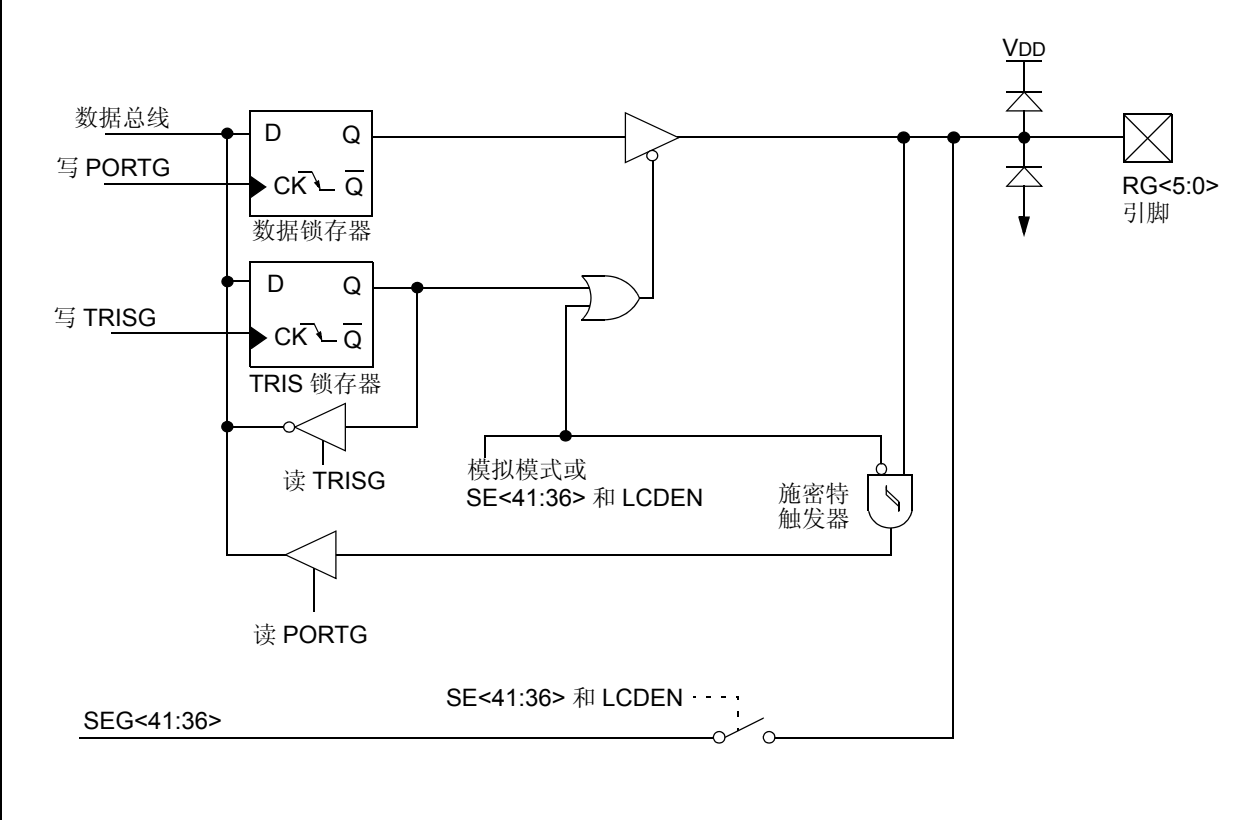 VDD
数据总线
D Q
写 PORTG
CK Q
RG<5:0>
引脚
数据锁存器
D Q
写 TRISG
CK Q
TRIS 锁存器
读 TRISG
模拟模式或
SE<41:36> 和 LCDEN
施密特
触发器
读 PORTG
SE<41:36> 和 LCDEN
SEG<41:36>